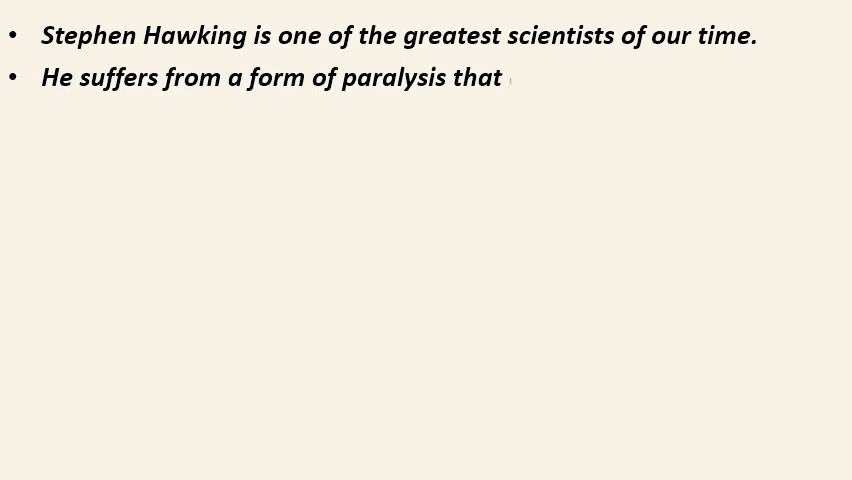 • Stephen Hawking is one of the greatest scientists of our time.
• He suffers from a form of paralysis that